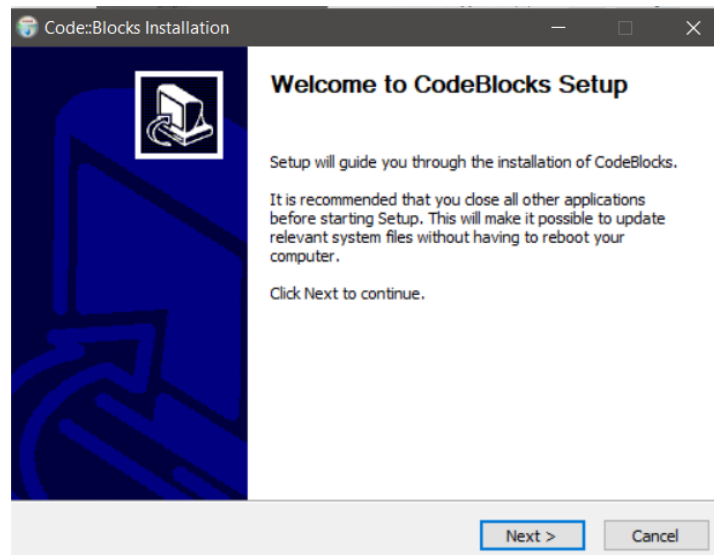 Code::Blocks Installation
Welcome to CodeBlocks Setup
Setup will guide you through the installation of CodeBlocks.
It is recommended that you close all other applications
before starting Setup. This will make it possible to update
relevant system files without having to reboot your
computer.
Click Next to continue.
Next >
Cancel